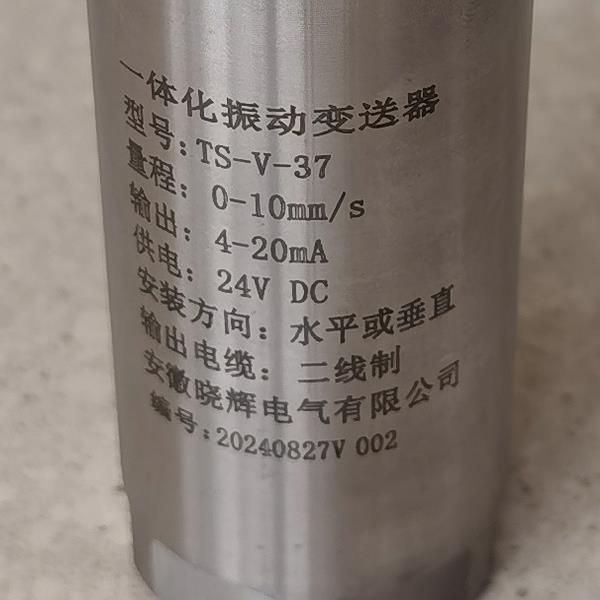 一体化振动变送器
型号:TS-V-37
量程: 0-10mm/s
输出: 4-20mA
供电: 24V DC
安装方向: 水平或垂直
输出电缆: 二线制
安徽晓辉电气有限公司
编号:20240827V 002